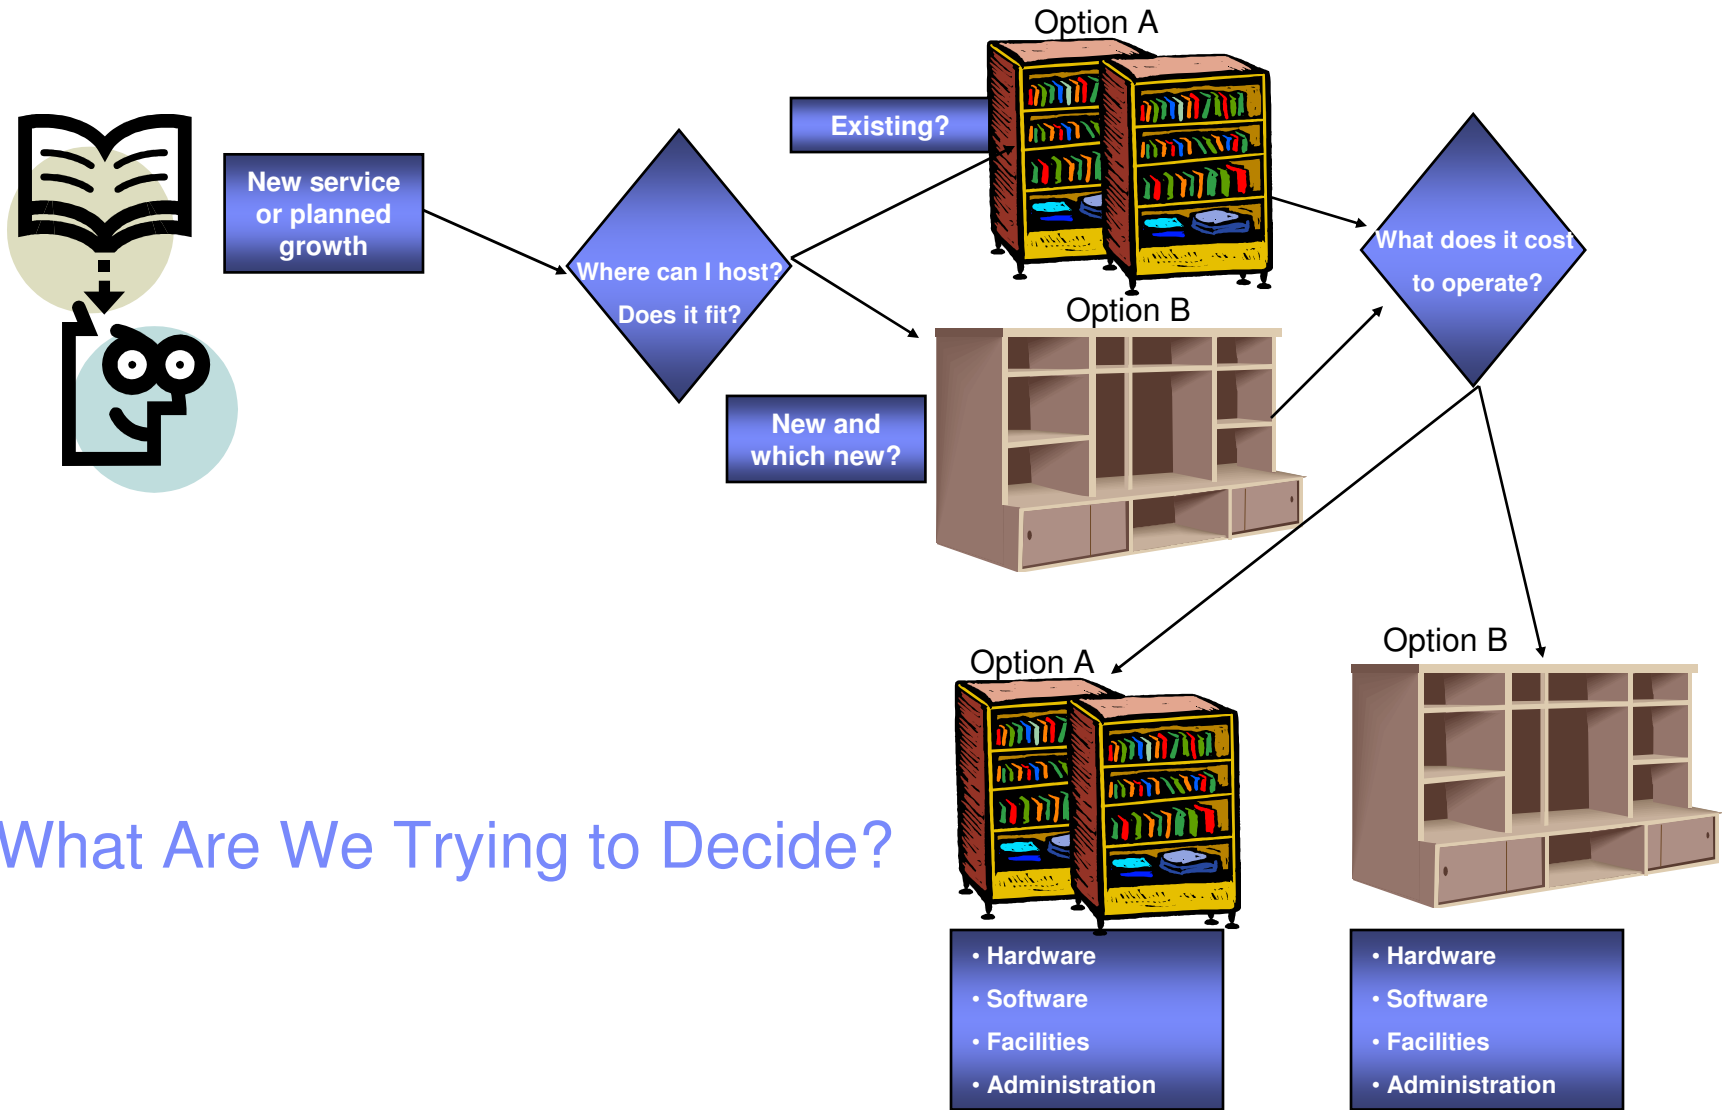 Option A
Existing?
New service
or planned
growth
Where can I host?
Does it fit?
What does it cost
to operate?
Option B
New and
which new?
Option A
Option B
What Are We Trying to Decide?
• Hardware
• Software
• Facilities
• Administration
• Hardware
• Software
• Facilities
• Administration